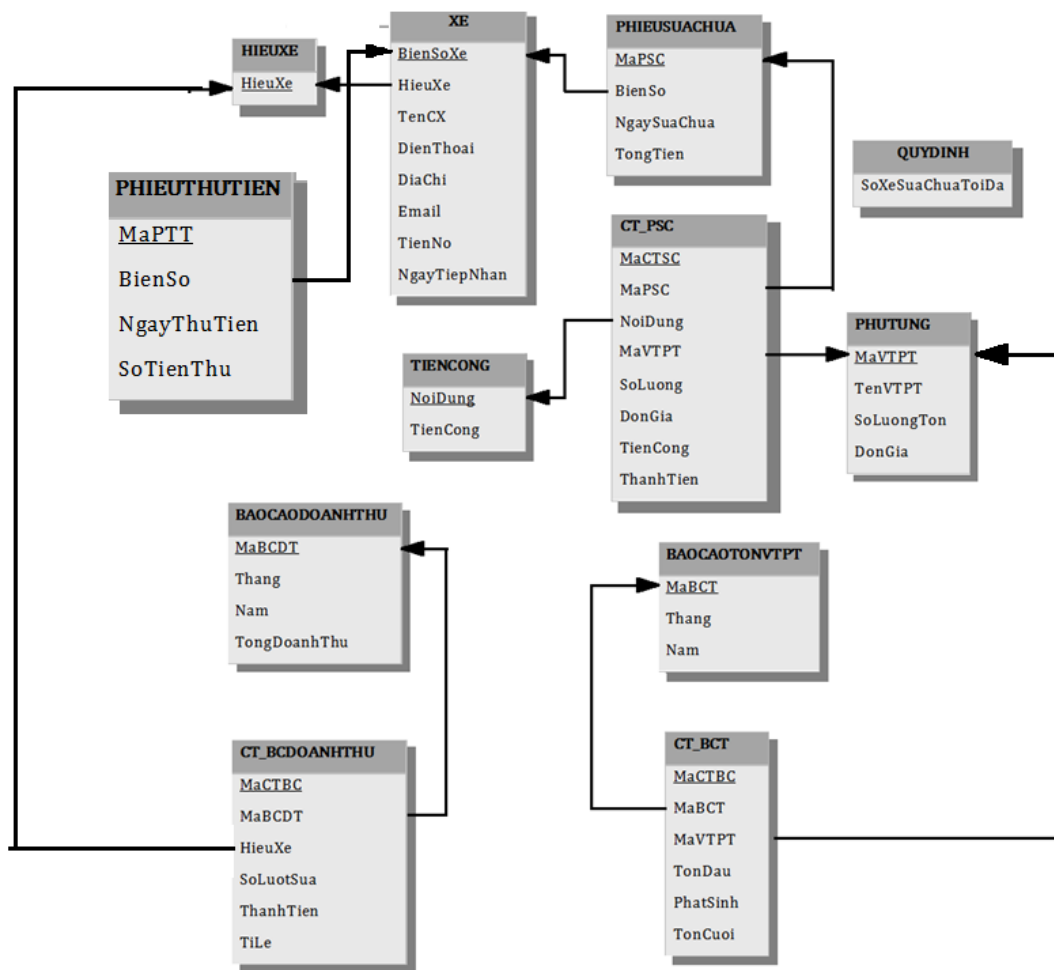 HIEUXE
HieuXe
XE
BienSoXe
HieuXe
TenCX
DienThoai
DiaChi
Email
TienNo
NgayTiepNhan
PHIEUSUACHUA
MaPSC
BienSo
NgaySuaChua
TongTien
QUYDINH
SoXeSuaChuaToiDa
PHIEUTHUTIEN
MaPTT
BienSo
NgayThuTien
SoTienThu
CT_PSC
MaCTSC
MaPSC
NoiDung
MaVTPT
SoLuong
DonGia
TienCong
ThanhTien
PHUTUNG
MaVTPT
TenVTPT
SoLuongTon
DonGia
TIENCONG
NoiDung
TienCong
BAOCAODOANHTHU
MaBCDT
Thang
Nam
TongDoanhThu
BAOCAOTONVTPT
MaBCT
Thang
Nam
CT_BCDOANHTHU
MaCTBC
MaBCDT
HieuXe
SoLuotSua
ThanhTien
TiLe
CT_BCT
MaCTBC
MaBCT
MaVTPT
TonDau
PhatSinh
TonCuoi